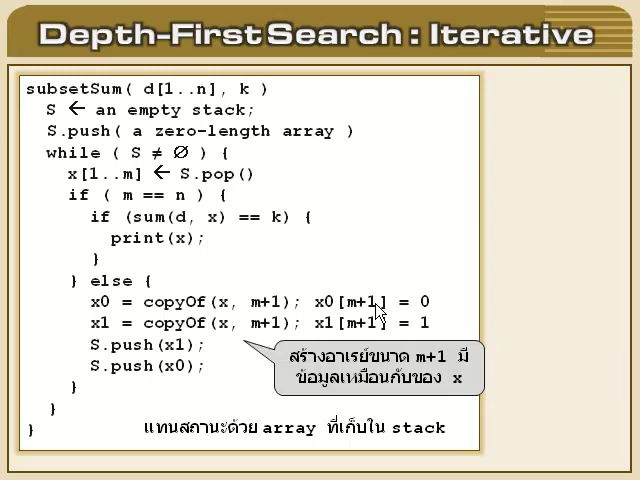 Depth-First Search : Iterative
subsetSum( d[1..n], k )
S ← an empty stack;
S.push( a zero-length array )
while ( S ≠ ∅ ) {
x[1..m] ← S.pop()
if ( m == n ) {
if (sum(d, x) == k) {
print(x);
}
} else {
x0 = copyOf(x, m+1); x0[m+1] = 0
x1 = copyOf(x, m+1); x1[m+1] = 1
S.push(x1);
S.push(x0);
}
}
}
สร้างอาเรย์ขนาด m+1 มี
ข้อมูลเหมือนกับของ x
แทนสถานะด้วย array ที่เก็บใน stack